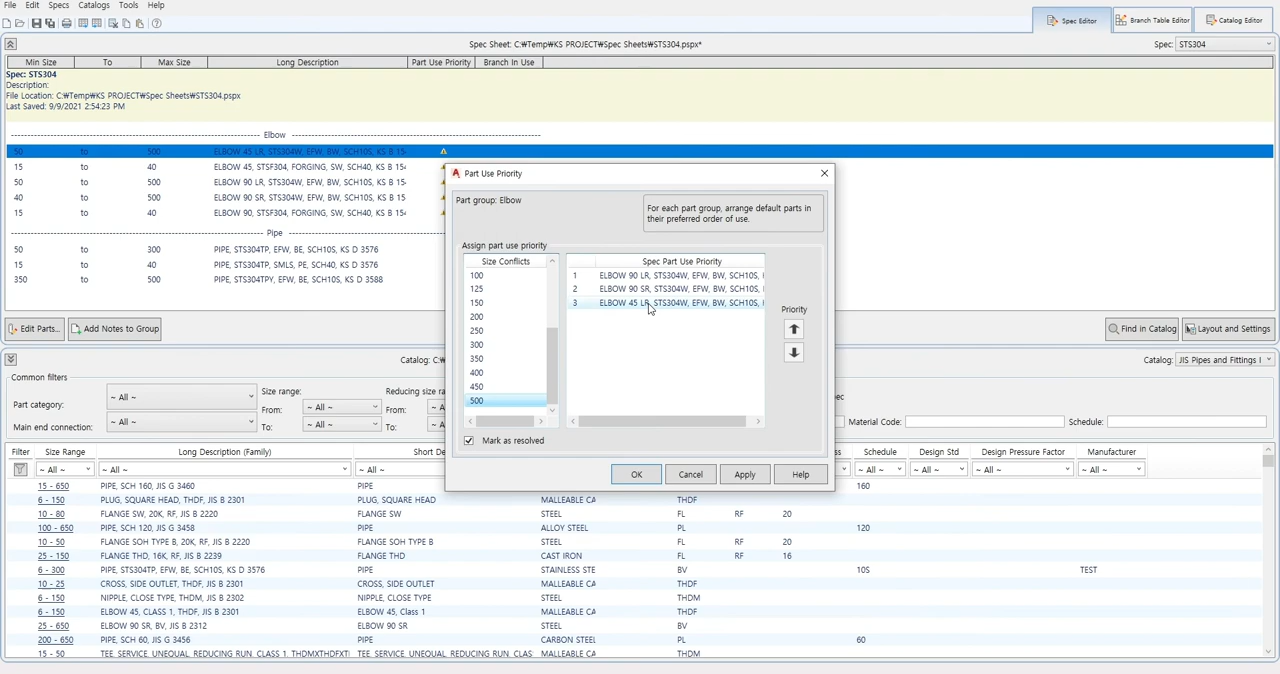 File Edit Specs Catalogs Tools Help
Spec Editor Branch Table Editor Catalog Editor
Spec Sheet: C:₩Temp₩KS PROJECT₩Spec Sheets₩STS304.pspx* Spec: STS304
Min Size To Max Size Long Description Part Use Priority Branch In Use
Spec: STS304
Description:
File Location: C:₩Temp₩KS PROJECT₩Spec Sheets₩STS304.pspx
Last Saved: 9/9/2021 2:54:23 PM
Elbow
50 to 500 ELBOW 45 LR, STS304W, EFW, BW, SCH10S, KS B 15
15 to 40 ELBOW 45, STSF304, FORGING, SW, SCH40, KS B 15
50 to 500 ELBOW 90 LR, STS304W, EFW, BW, SCH10S, KS B 15
40 to 500 ELBOW 90 SR, STS304W, EFW, BW, SCH10S, KS B 15
15 to 40 ELBOW 90, STSF304, FORGING, SW, SCH40, KS B 15
Pipe
50 to 300 PIPE, STS304TP, EFW, BE, SCH10S, KS D 3576
15 to 40 PIPE, STS304TP, SMLS, PE, SCH40, KS D 3576
350 to 500 PIPE, STS304TPY, EFW, BE, SCH10S, KS D 3588
Edit Parts... Add Notes to Group Find in Catalog Layout and Settings
Part Use Priority
Part group: Elbow
For each part group, arrange default parts in
their preferred order of use.
Assign part use priority
Size Conflicts Spec Part Use Priority
100 1 ELBOW 90 LR, STS304W, EFW, BW, SCH10S,
125 2 ELBOW 90 SR, STS304W, EFW, BW, SCH10S,
150 3 ELBOW 45 LR, STS304W, EFW, BW, SCH10S,
200
250
300
350
400
450
500
Priority
Mark as resolved
OK Cancel Apply Help
Catalog: C:₩ Catalog: JIS Pipes and Fittings
Common filters
Part category: ~ All ~ Size range: Reducing size ra
From: ~ All ~ From: ~ A
Main end connection: ~ All ~ To: ~ All ~ To: ~ A
Material Code: Schedule:
Filter Size Range Long Description (Family) Short De Schedule Design Std Design Pressure Factor Manufacturer
~ All ~ ~ All ~ ~ All ~ ~ All ~ ~ All ~ ~ All ~ ~ All ~
15 - 650 PIPE, SCH 160, JIS G 3460 PIPE 160
6 - 150 PLUG, SQUARE HEAD, THDF, JIS B 2301 PLUG, SQUARE HEAD MALLEABLE CA THDF
10 - 80 FLANGE SW, 20K, RF, JIS B 2220 FLANGE SW STEEL FL RF 20
100 - 650 PIPE, SCH 120, JIS G 3458 PIPE ALLOY STEEL PL 120
10 - 50 FLANGE SOH TYPE B, 20K, RF, JIS B 2220 FLANGE SOH TYPE B STEEL FL RF 20
25 - 150 FLANGE THD, 16K, RF, JIS B 2239 FLANGE THD CAST IRON FL RF 16
6 - 300 PIPE, STS304TP, EFW, BE, SCH10S, KS D 3576 PIPE STAINLESS STE BV 10S TEST
10 - 25 CROSS, SIDE OUTLET, THDF, JIS B 2301 CROSS, SIDE OUTLET MALLEABLE CA THDF
6 - 150 NIPPLE, CLOSE TYPE, THDM, JIS B 2302 NIPPLE, CLOSE TYPE STEEL THDM
6 - 150 ELBOW 45, CLASS 1, THDF, JIS B 2301 ELBOW 45, Class 1 MALLEABLE CA THDF
25 - 650 ELBOW 90 SR, BV, JIS B 2312 ELBOW 90 SR STEEL BV
200 - 650 PIPE, SCH 60, JIS G 3456 PIPE CARBON STEEL PL 60
15 - 50 TEE, SERVICE, UNEQUAL, REDUCING RUN, CLASS 1, THDMXTHDFXT TEE, SERVICE, UNEQUAL, REDUCING RUN, CLAS MALLEABLE CA THDM